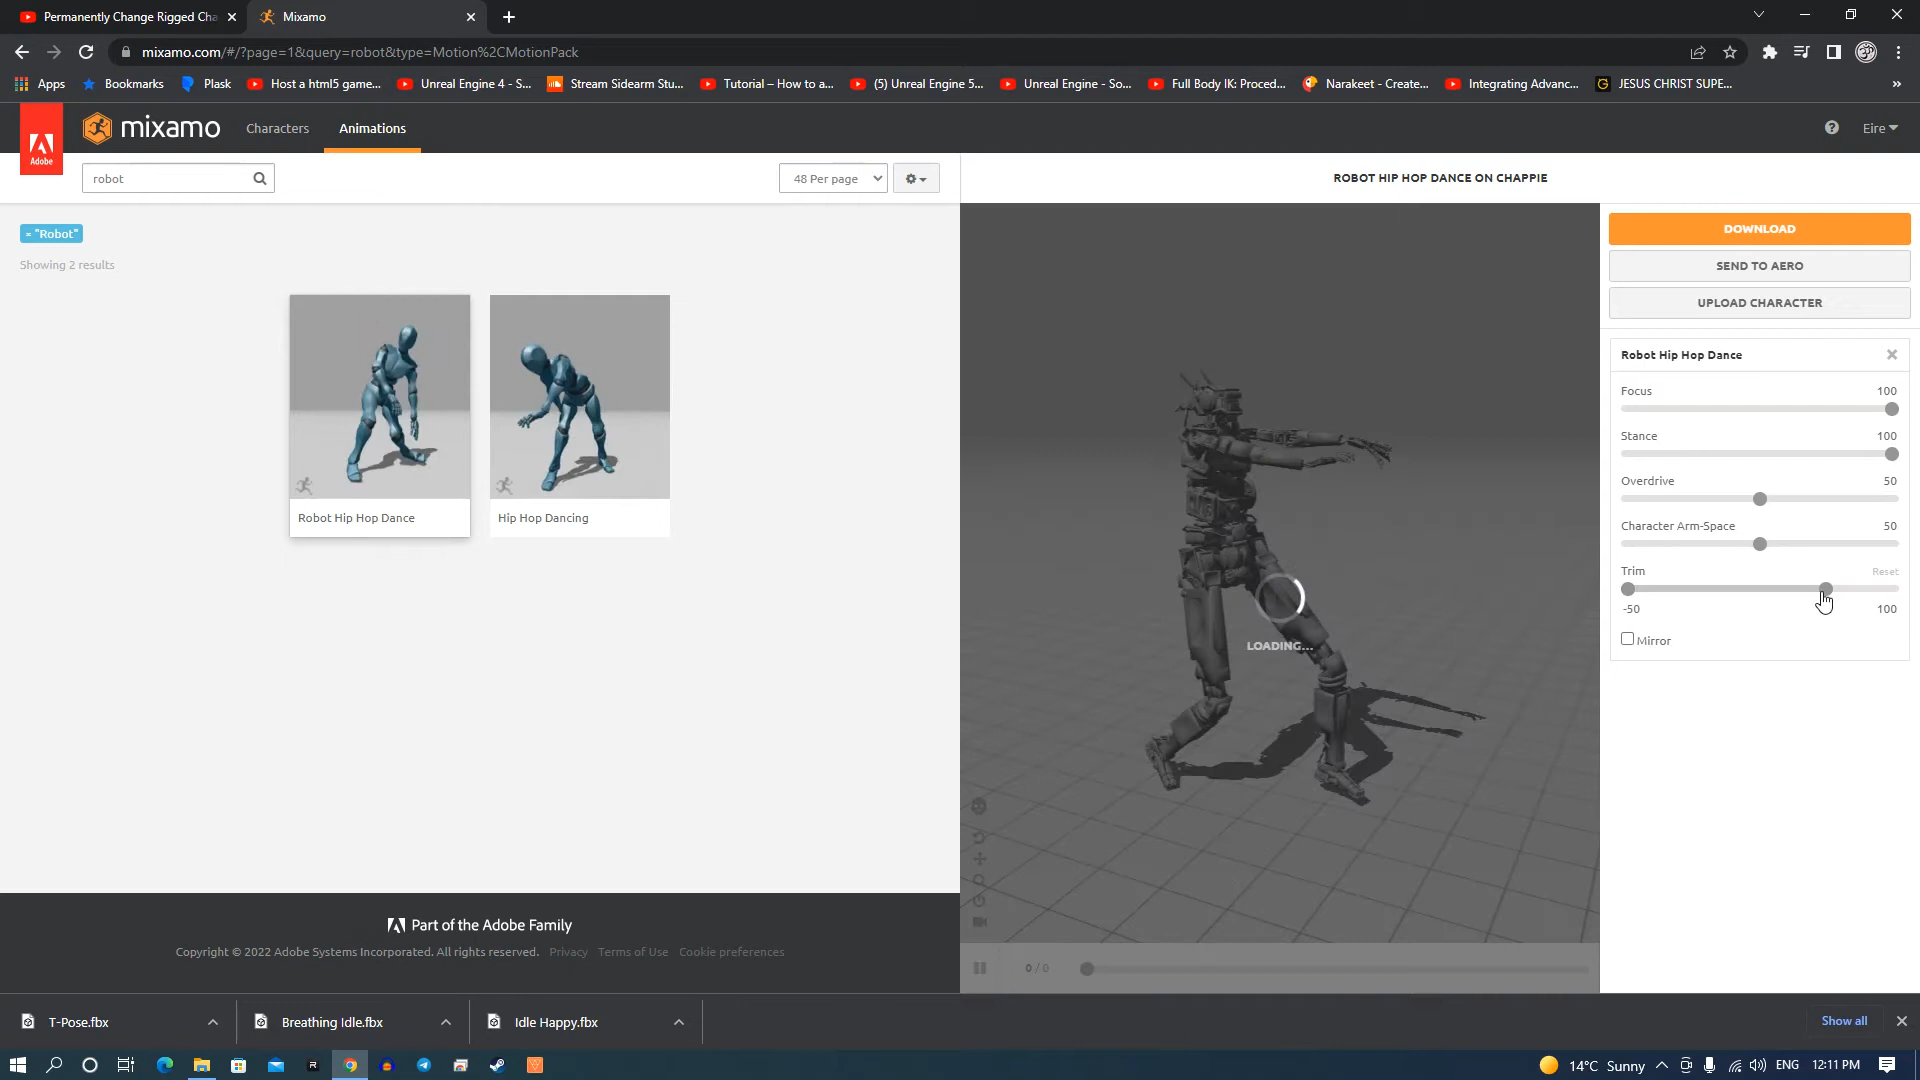 Permanently Change Rigged Cha
Mixamo
mixamo.com/#/?page=1&query=robot&type=Motion%2CMotionPack
Apps
Bookmarks
Plask
Host a html5 game...
Unreal Engine 4 - S...
Stream Sidearm Stu...
Tutorial – How to a...
(5) Unreal Engine 5...
Unreal Engine - So...
Full Body IK: Proced...
Narakeet - Create...
Integrating Advanc...
JESUS CHRIST SUPE...
»
Adobe
mixamo
Characters
Animations
Eire
robot
48 Per page
ROBOT HIP HOP DANCE ON CHAPPIE
× "Robot"
Showing 2 results
Robot Hip Hop Dance
Hip Hop Dancing
LOADING...
0 / 0
DOWNLOAD
SEND TO AERO
UPLOAD CHARACTER
Robot Hip Hop Dance
Focus 100
Stance 100
Overdrive 50
Character Arm-Space 50
Trim Reset
-50 100
Mirror
Part of the Adobe Family
Copyright © 2022 Adobe Systems Incorporated. All rights reserved. Privacy Terms of Use Cookie preferences
T-Pose.fbx
Breathing Idle.fbx
Idle Happy.fbx
Show all
14°C Sunny
ENG
12:11 PM